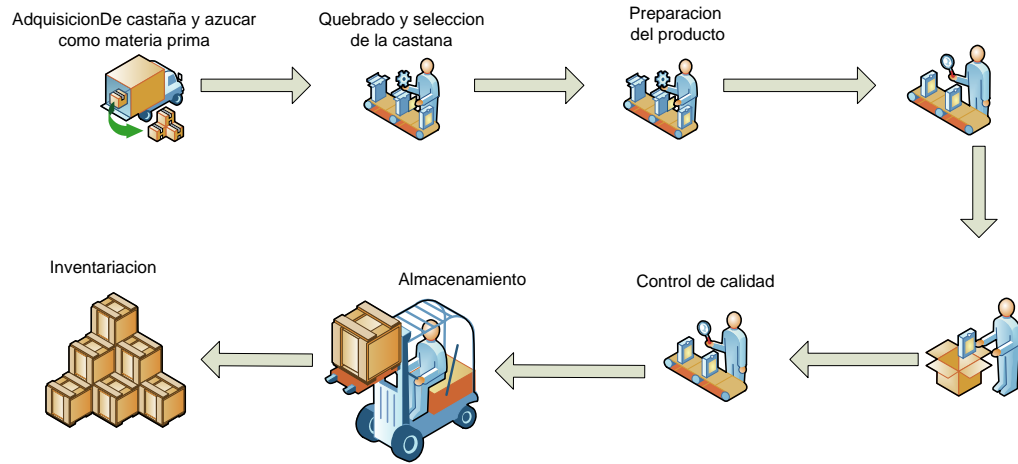 AdquisicionDe castaña y azucar
como materia prima
Quebrado y seleccion
de la castana
Preparacion
del producto
Inventariacion
Almacenamiento
Control de calidad